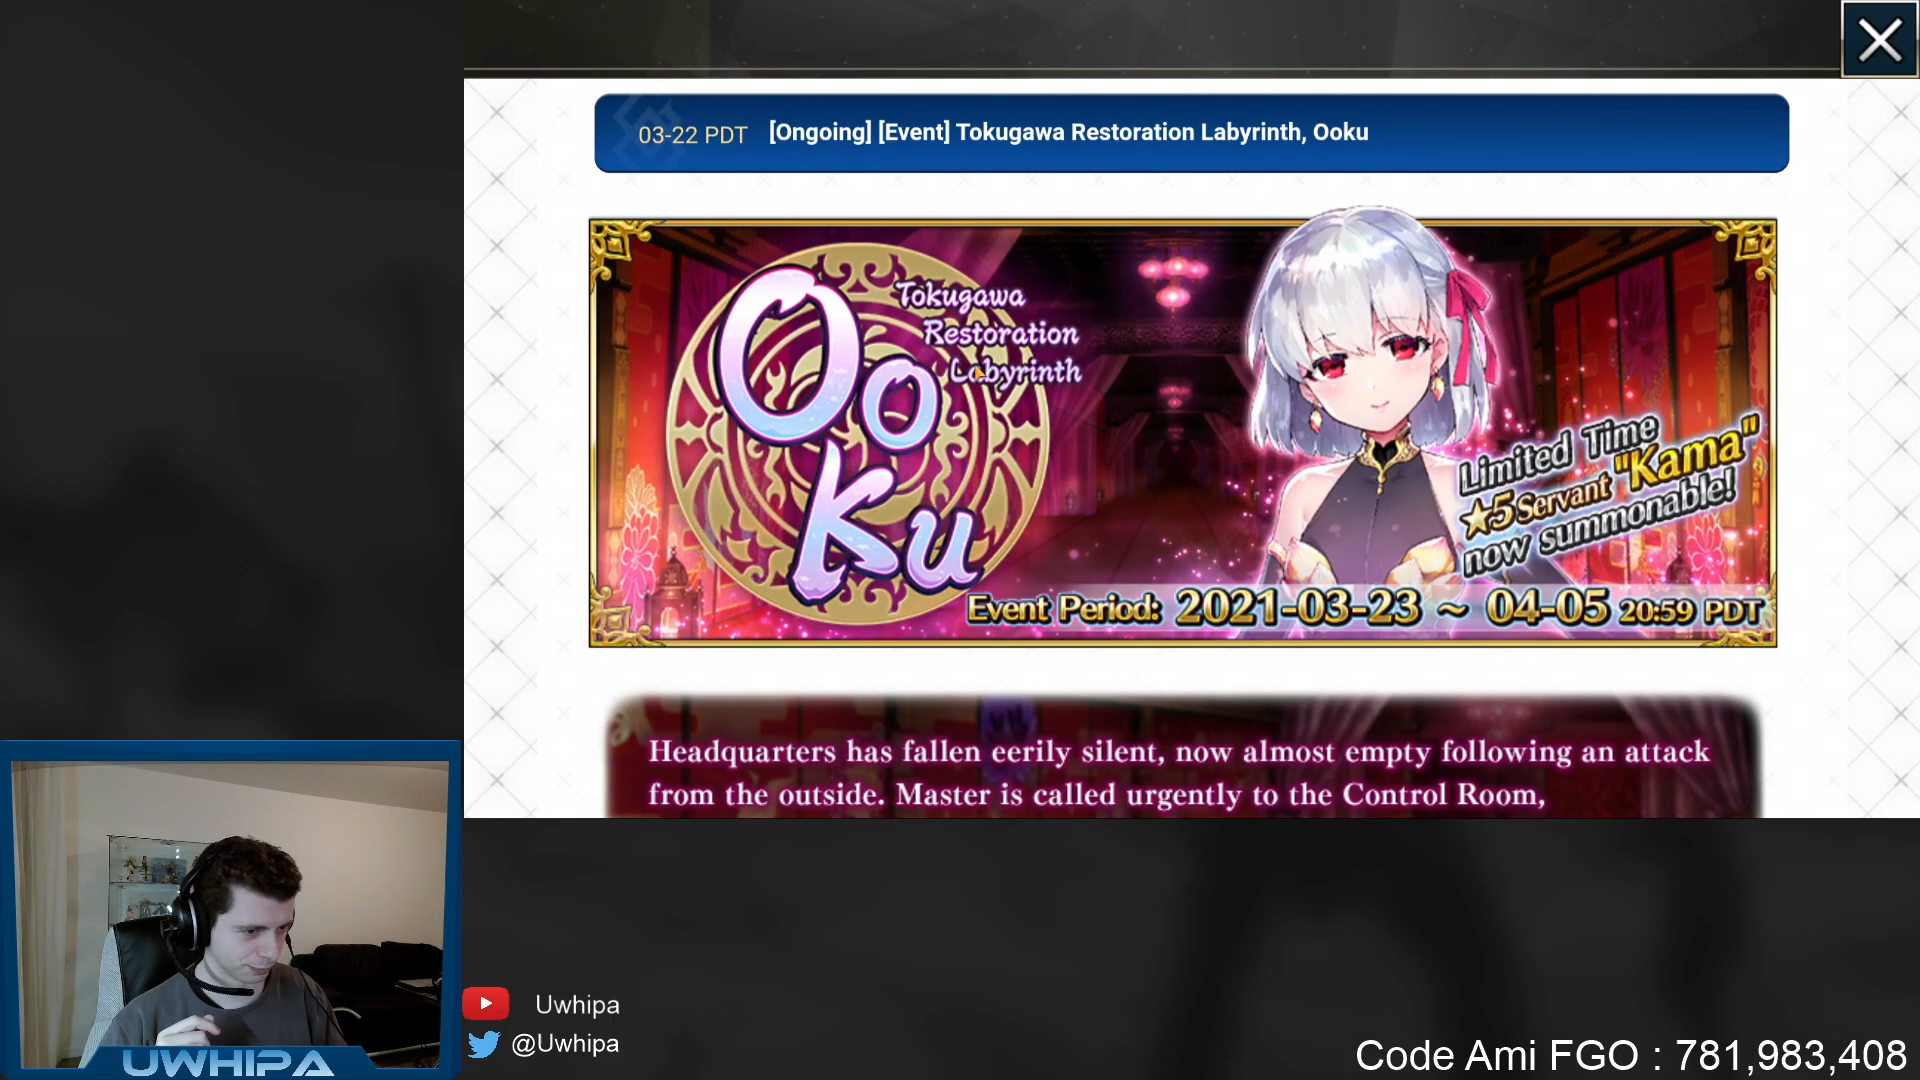 03-22 PDT [Ongoing] [Event] Tokugawa Restoration Labyrinth, Ooku
Tokugawa
Restoration
Labyrinth
Ooku
Limited Time
★5 Servant "Kama"
now summonable!
Event Period: 2021-03-23 ~ 04-05 20:59 PDT
Headquarters has fallen eerily silent, now almost empty following an attack
from the outside. Master is called urgently to the Control Room,
Uwhipa
@Uwhipa
UWHIPA
Code Ami FGO : 781,983,408